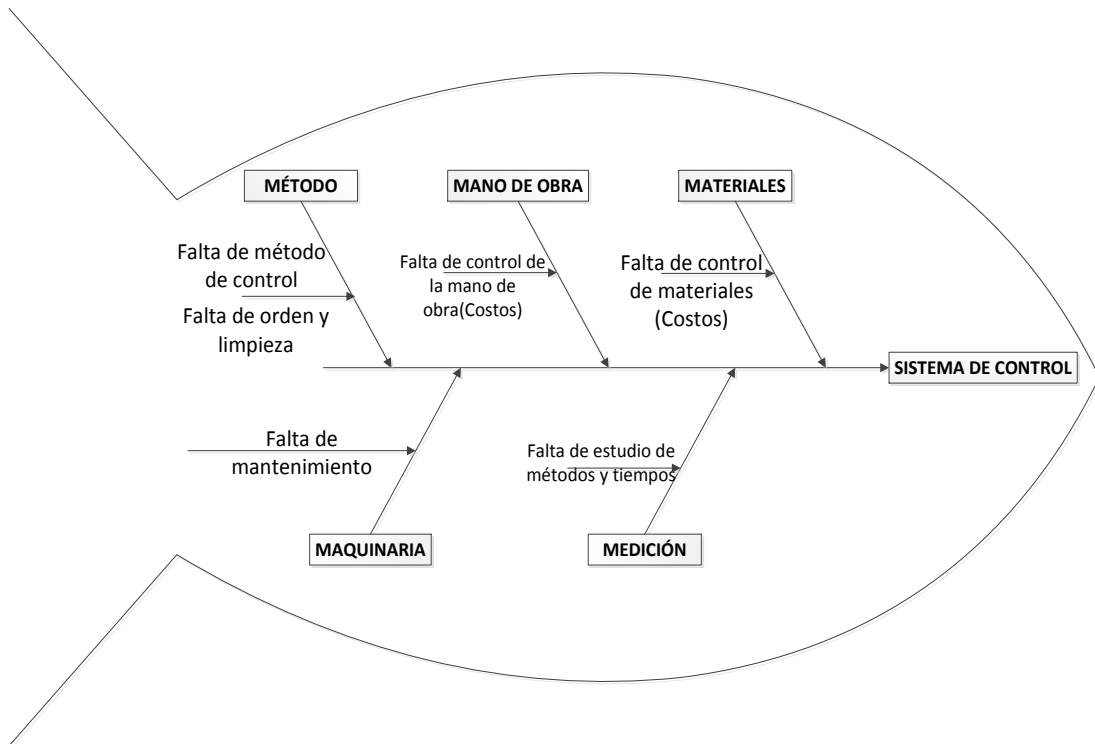 MÉTODO
MANO DE OBRA
MATERIALES
Falta de método
de control
Falta de orden y
limpieza
Falta de control de
la mano de
obra(Costos)
Falta de control
de materiales
(Costos)
SISTEMA DE CONTROL
Falta de
mantenimiento
Falta de estudio de
métodos y tiempos
MAQUINARIA
MEDICIÓN